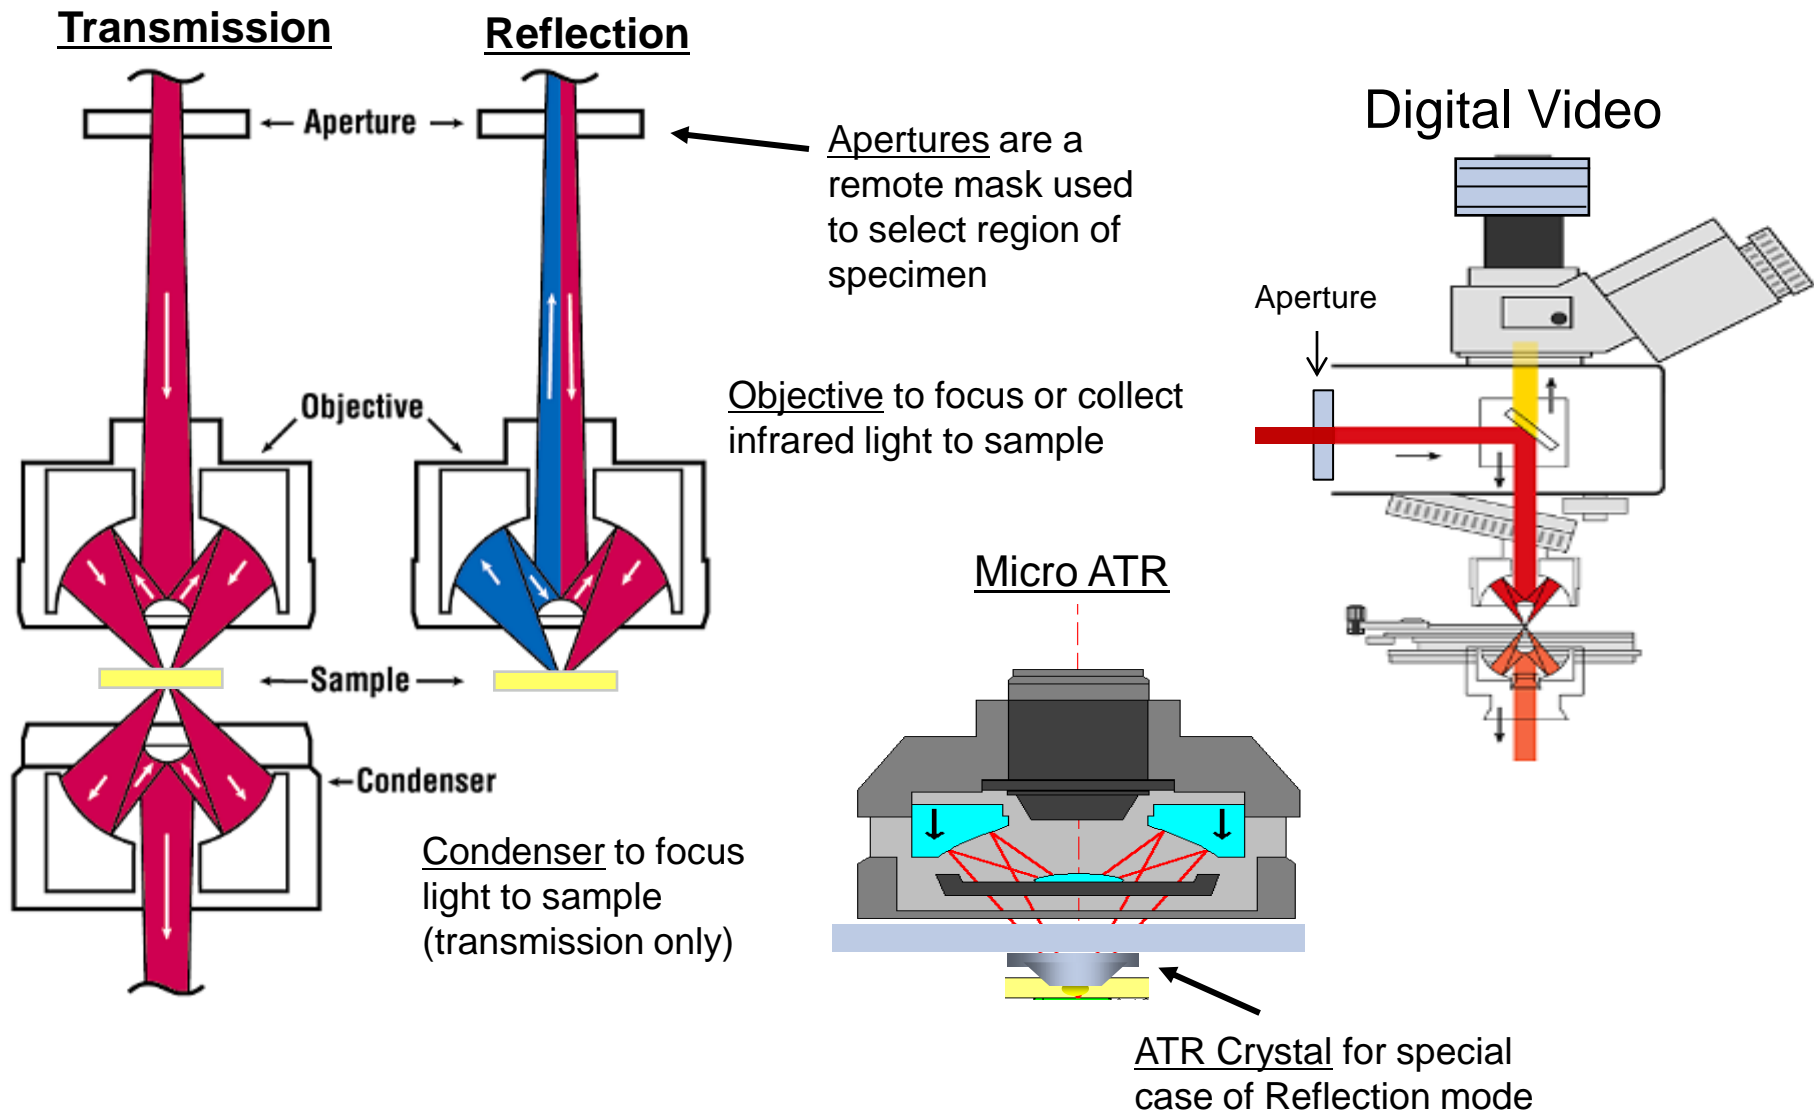 Transmission
Reflection
Aperture
Apertures are a
remote mask used
to select region of
specimen
Digital Video
Aperture
Objective
Objective to focus or collect
infrared light to sample
Micro ATR
Sample
Condenser
Condenser to focus
light to sample
(transmission only)
ATR Crystal for special
case of Reflection mode